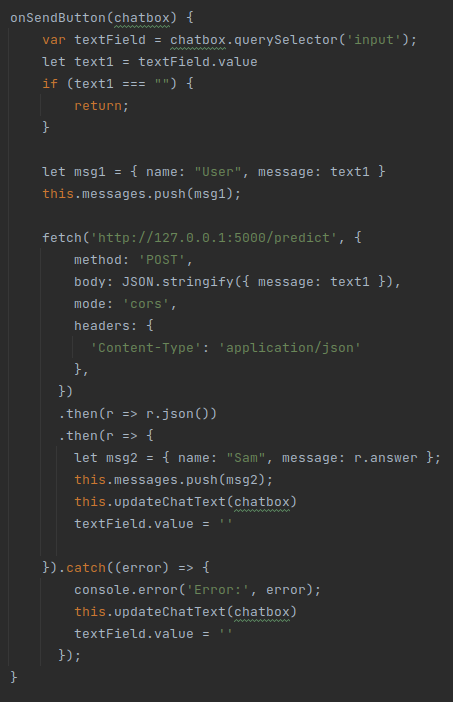 onSendButton(chatbox) {
    var textField = chatbox.querySelector('input');
    let text1 = textField.value
    if (text1 === "") {
        return;
    }

    let msg1 = { name: "User", message: text1 }
    this.messages.push(msg1);

    fetch('http://127.0.0.1:5000/predict', {
        method: 'POST',
        body: JSON.stringify({ message: text1 }),
        mode: 'cors',
        headers: {
          'Content-Type': 'application/json'
        },
      })
      .then(r => r.json())
      .then(r => {
        let msg2 = { name: "Sam", message: r.answer };
        this.messages.push(msg2);
        this.updateChatText(chatbox)
        textField.value = ''

    }).catch((error) => {
        console.error('Error:', error);
        this.updateChatText(chatbox)
        textField.value = ''
      });
}